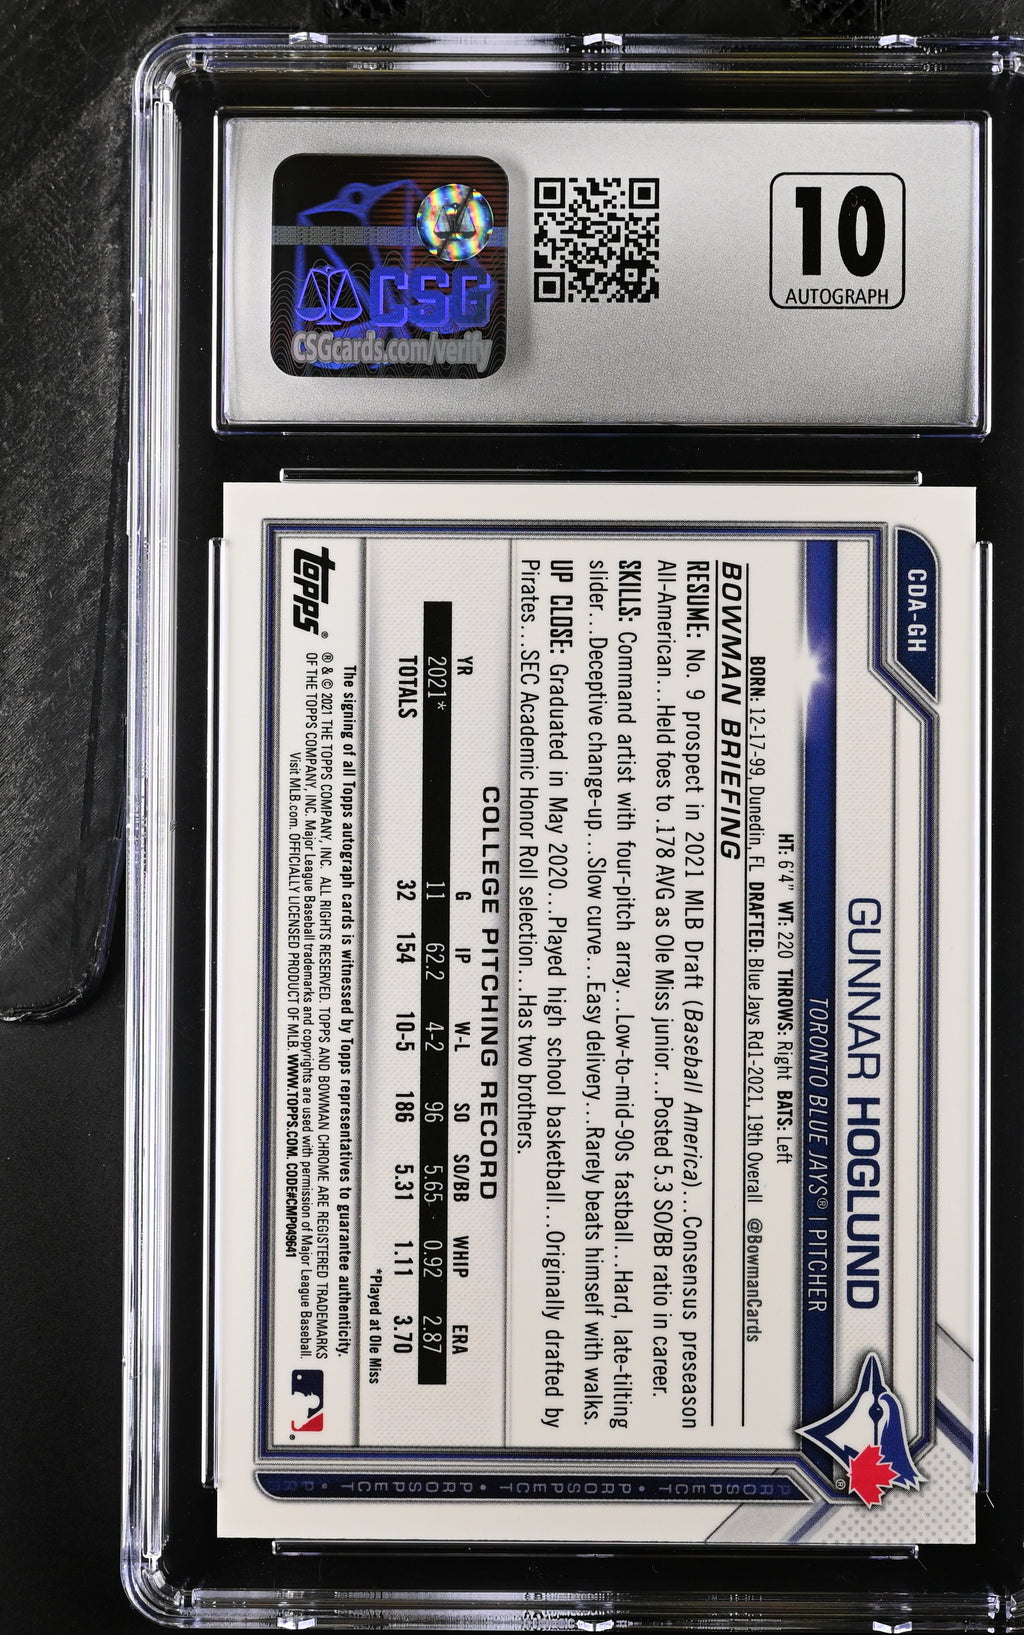 CSG
CSGcards.com/verify
10
AUTOGRAPH
CDA-GH
GUNNAR HOGLUND
TORONTO BLUE JAYS® | PITCHER
HT: 6'4" WT: 220 THROWS: Right BATS: Left
BORN: 12-17-99, Dunedin, FL DRAFTED: Blue Jays Rd1-2021, 19th Overall @BowmanCards
BOWMAN BRIEFING
RESUME: No. 9 prospect in 2021 MLB Draft (Baseball America)...Consensus preseason
All-American...Held foes to .178 AVG as Ole Miss junior...Posted 5.3 SO/BB ratio in career.
SKILLS: Command artist with four-pitch array...Low-to-mid-90s fastball...Hard, late-tilting
slider...Deceptive change-up...Slow curve...Easy delivery...Rarely beats himself with walks.
UP CLOSE: Graduated in May 2020...Played high school basketball...Originally drafted by
Pirates...SEC Academic Honor Roll selection...Has two brothers.
COLLEGE PITCHING RECORD
YR G IP W-L SO SO/BB WHIP ERA
2021* 11 62.2 4-2 96 5.65 0.92 2.87
TOTALS 32 154 10-5 186 5.31 1.11 3.70
*Played at Ole Miss
The signing of all Topps autograph cards is witnessed by Topps representatives to guarantee authenticity.
® & © 2021 THE TOPPS COMPANY, INC. ALL RIGHTS RESERVED. TOPPS AND BOWMAN CHROME ARE REGISTERED TRADEMARKS
OF THE TOPPS COMPANY, INC. Major League Baseball trademarks and copyrights are used with permission of Major League Baseball.
Visit MLB.com. OFFICIALLY LICENSED PRODUCT OF MLB. WWW.TOPPS.COM. CODE#CMP049641
topps®
PROSPECT • PROSPECT • PROSPECT • PR